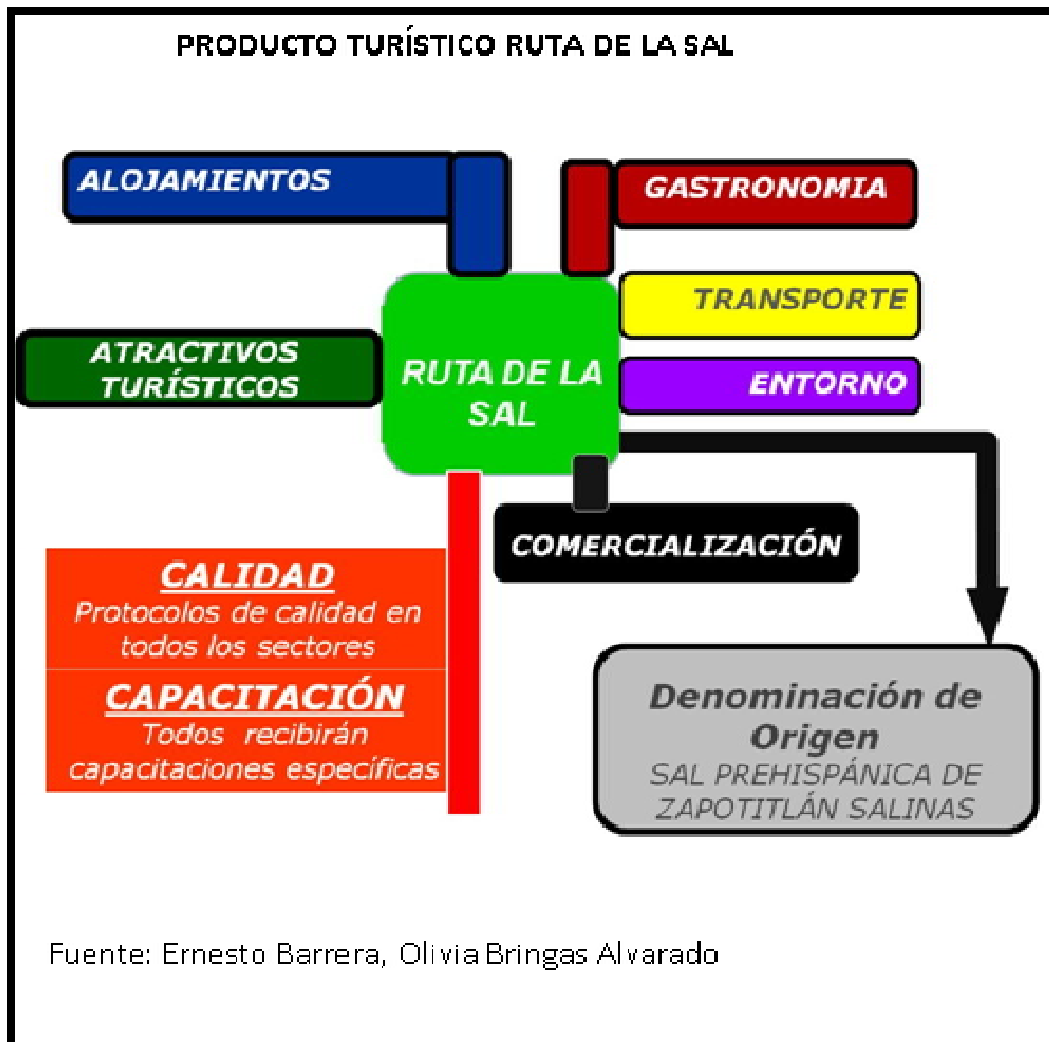 PRODUCTO TURÍSTICO RUTA DE LA SAL
ALOJAMIENTOS
GASTRONOMIA
TRANSPORTE
ATRACTIVOS
TURÍSTICOS
RUTA DE LA
SAL
ENTORNO
COMERCIALIZACIÓN
CALIDAD
Protocolos de calidad en
todos los sectores
CAPACITACIÓN
Todos recibirán
capacitaciones específicas
Denominación de
Origen
SAL PREHISPÁNICA DE
ZAPOTITLÁN SALINAS
Fuente: Ernesto Barrera, Olivia Bringas Alvarado